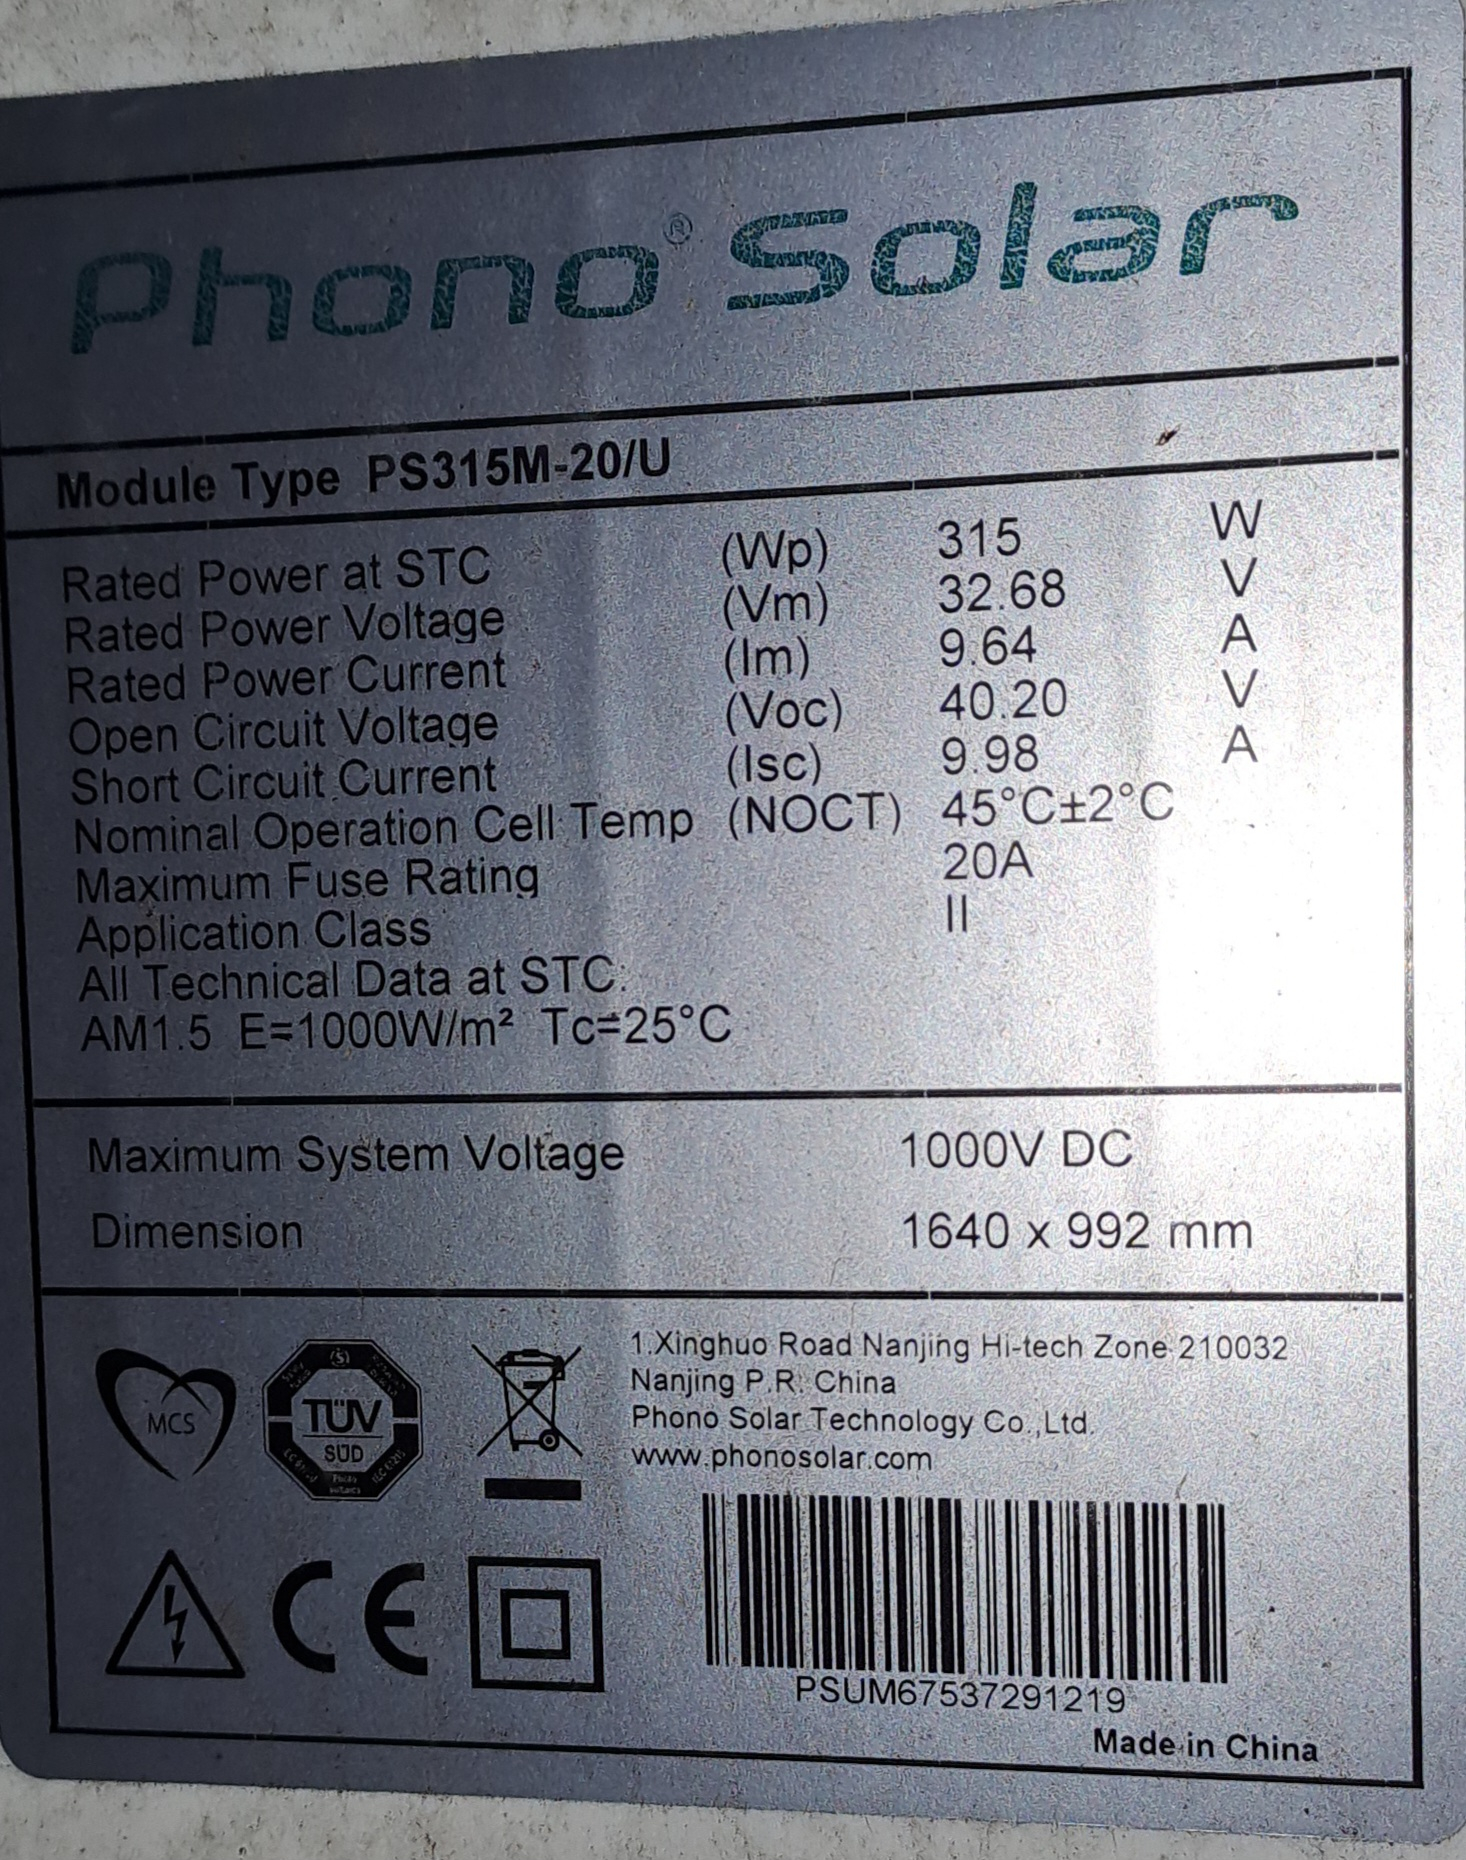 Phono® Solar
Module Type PS315M-20/U
Rated Power at STC (Wp) 315 W
Rated Power Voltage (Vm) 32.68 V
Rated Power Current (Im) 9.64 A
Open Circuit Voltage (Voc) 40.20 V
Short Circuit Current (Isc) 9.98 A
Nominal Operation Cell Temp (NOCT) 45°C±2°C
Maximum Fuse Rating 20A
Application Class II
All Technical Data at STC:
AM1.5 E=1000W/m² Tc=25°C
Maximum System Voltage 1000V DC
Dimension 1640 x 992 mm
MCS
TÜV
SÜD
1.Xinghuo Road Nanjing Hi-tech Zone 210032
Nanjing P.R. China
Phono Solar Technology Co.,Ltd.
www.phonosolar.com
CE
PSUM67537291219
Made in China